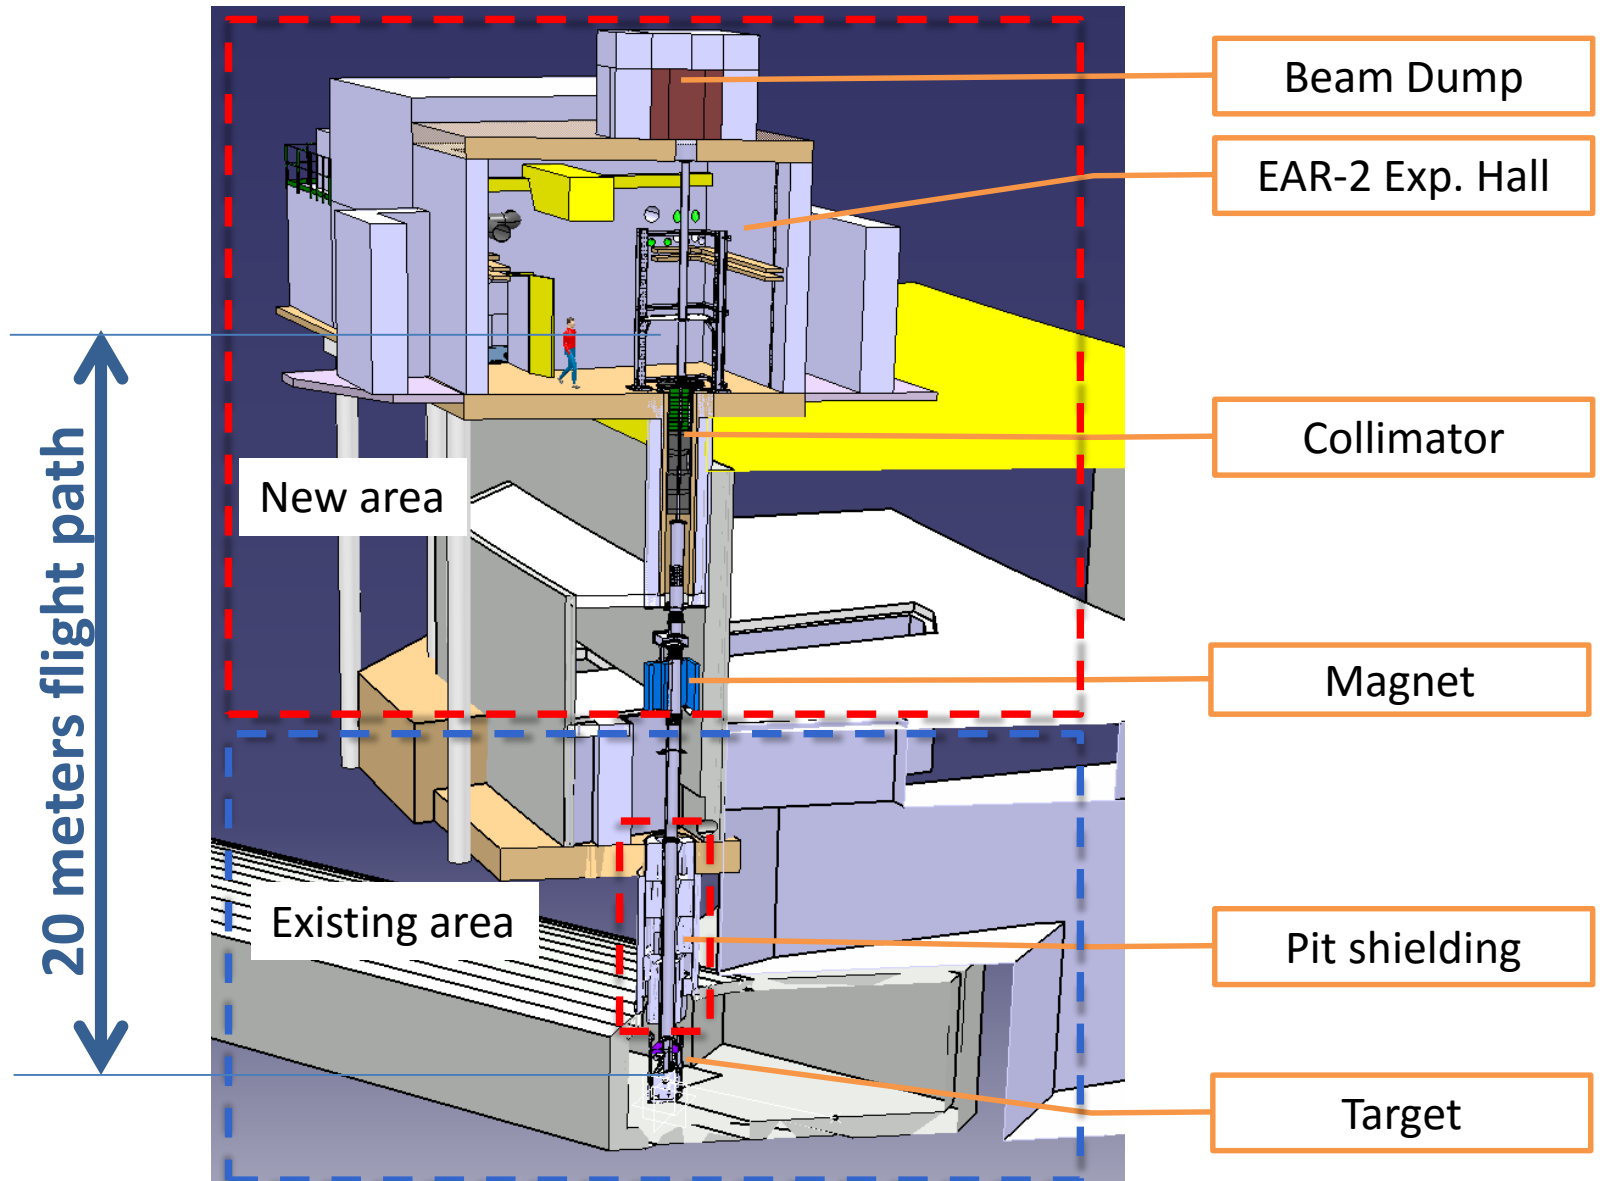 Beam Dump
EAR-2 Exp. Hall
Collimator
New area
20 meters flight path
Magnet
Existing area
Pit shielding
Target